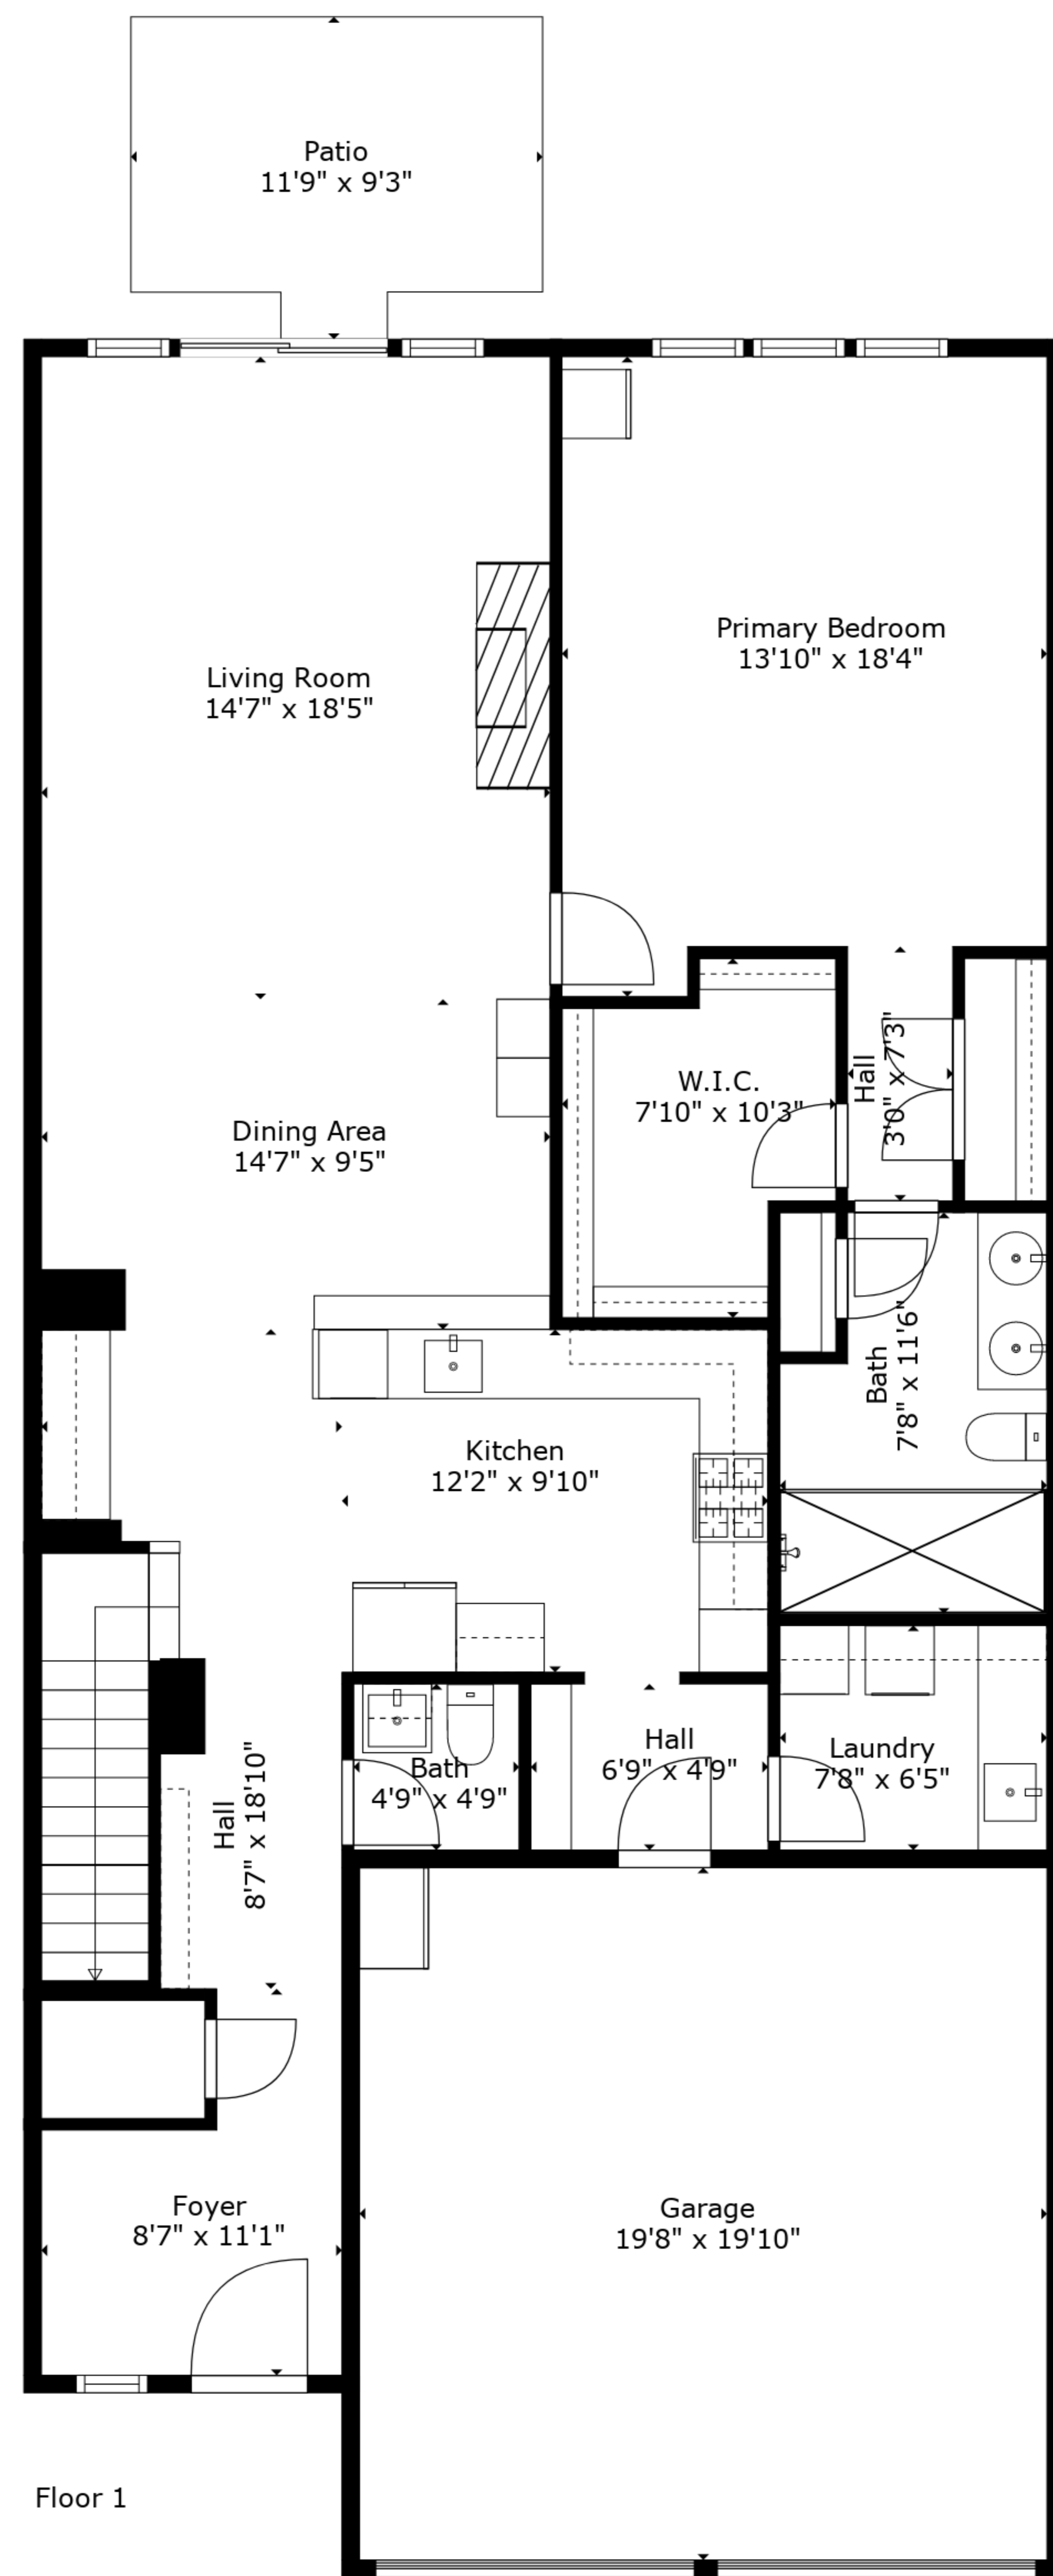 Patio
11'9" x 9'3"
Primary Bedroom
13'10" x 18'4"
Living Room
14'7" x 18'5"
Hall
3'0" x 7'3"
W.I.C.
7'10" x 10'3"
Dining Area
14'7" x 9'5"
Bath
7'8" x 11'6"
Kitchen
12'2" x 9'10"
Hall
6'9" x 4'9"
Laundry
7'8" x 6'5"
Bath
4'9" x 4'9"
Hall
8'7" x 18'10"
Foyer
8'7" x 11'1"
Garage
19'8" x 19'10"
Floor 1